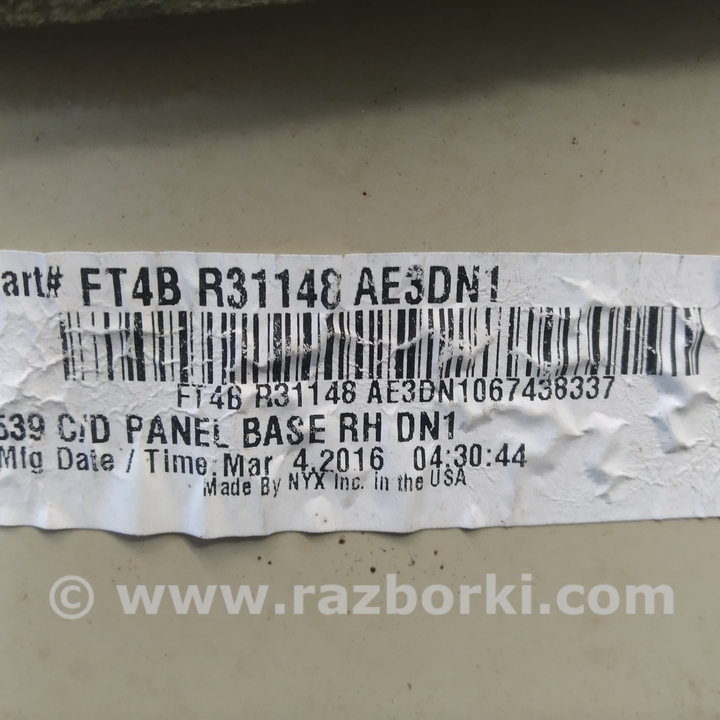 art# FT4B R31148 AE3DN1
FT4B R31148 AE3DN1067438337
539 C/D PANEL BASE RH DN1
Mfg Date / Time: Mar 4,2016 04:30:44
Made By NYX Inc. in the USA
© www.razborki.com